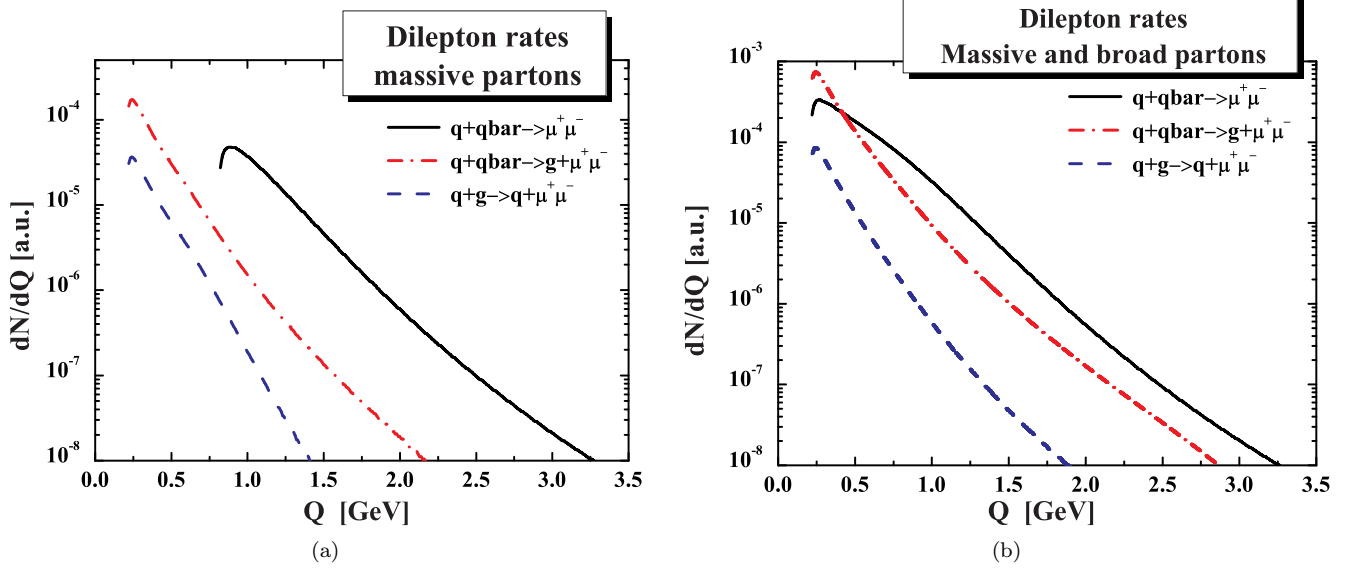 Dilepton rates
massive partons
q+qbar−>μ⁺μ⁻
q+qbar−>g+μ⁺μ⁻
q+g−>q+μ⁺μ⁻
10⁻⁴
10⁻⁵
10⁻⁶
10⁻⁷
10⁻⁸
dN/dQ [a.u.]
0.0 0.5 1.0 1.5 2.0 2.5 3.0 3.5
Q [GeV]
(a)
Dilepton rates
Massive and broad partons
q+qbar−>μ⁺μ⁻
q+qbar−>g+μ⁺μ⁻
q+g−>q+μ⁺μ⁻
10⁻³
10⁻⁴
10⁻⁵
10⁻⁶
10⁻⁷
10⁻⁸
dN/dQ [a.u.]
0.0 0.5 1.0 1.5 2.0 2.5 3.0 3.5
Q [GeV]
(b)